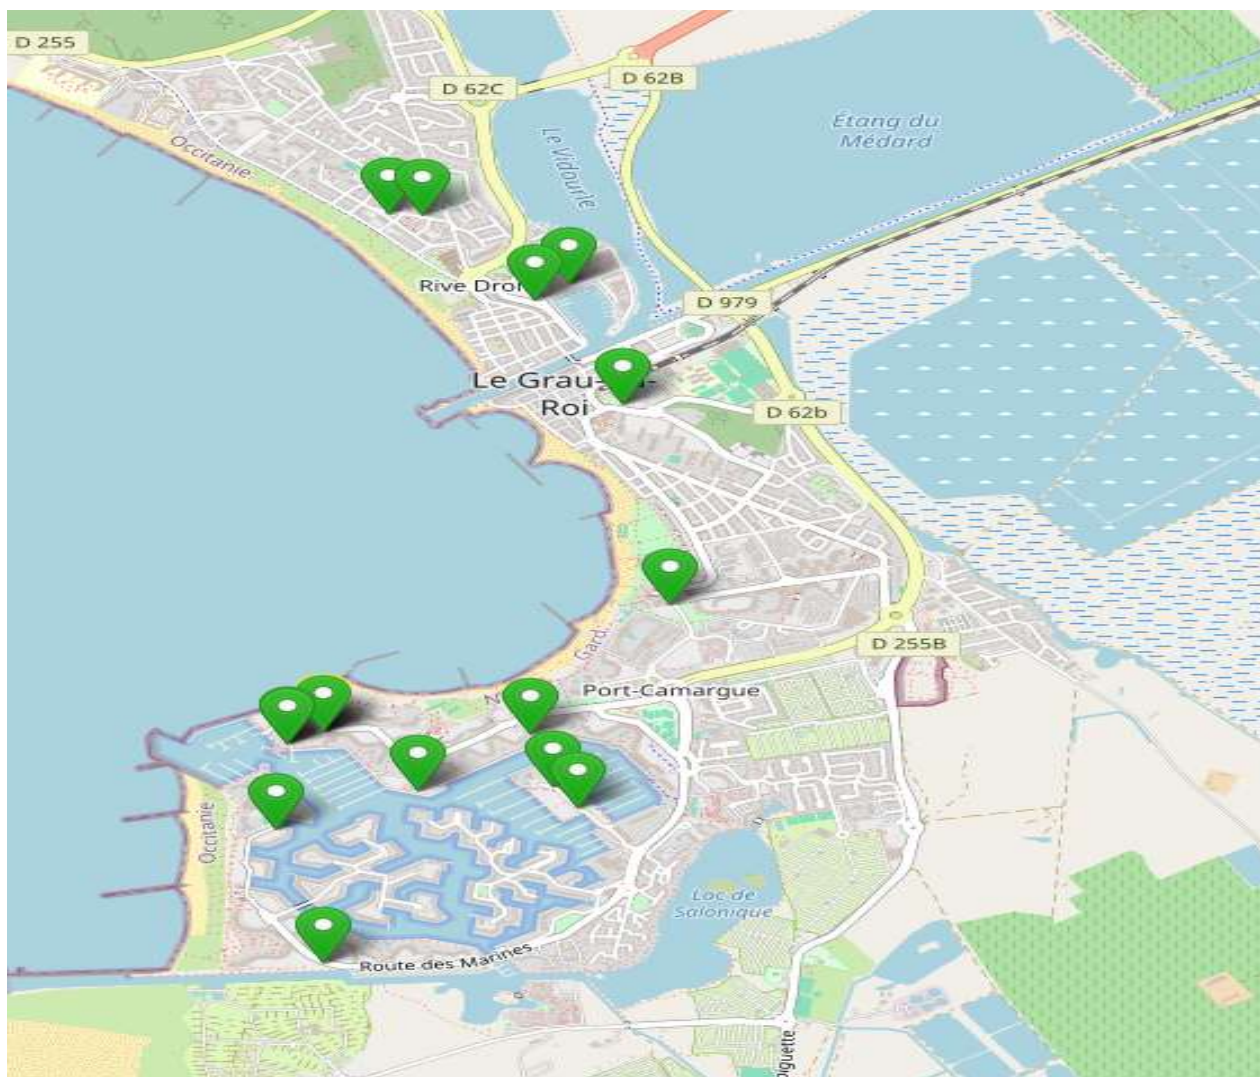 D 255
D 62C
D 62B
Étang du
Médard
Occitanie
Le Vidourle
Rive Droi
D 979
Le Grau-
Roi
D 62b
Gard
D 255B
Port-Camargue
Occitanie
Lac de
Salonique
Route des Marines